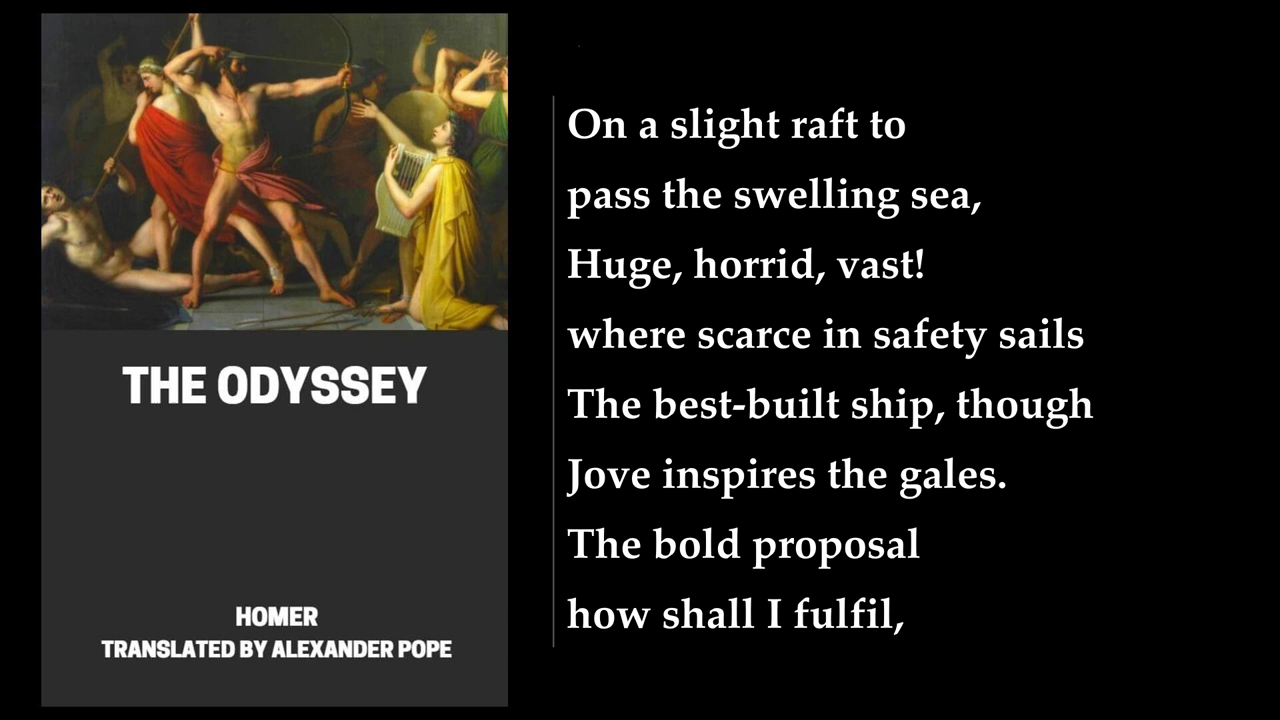 THE ODYSSEY
HOMER
TRANSLATED BY ALEXANDER POPE
On a slight raft to
pass the swelling sea,
Huge, horrid, vast!
where scarce in safety sails
The best-built ship, though
Jove inspires the gales.
The bold proposal
how shall I fulfil,